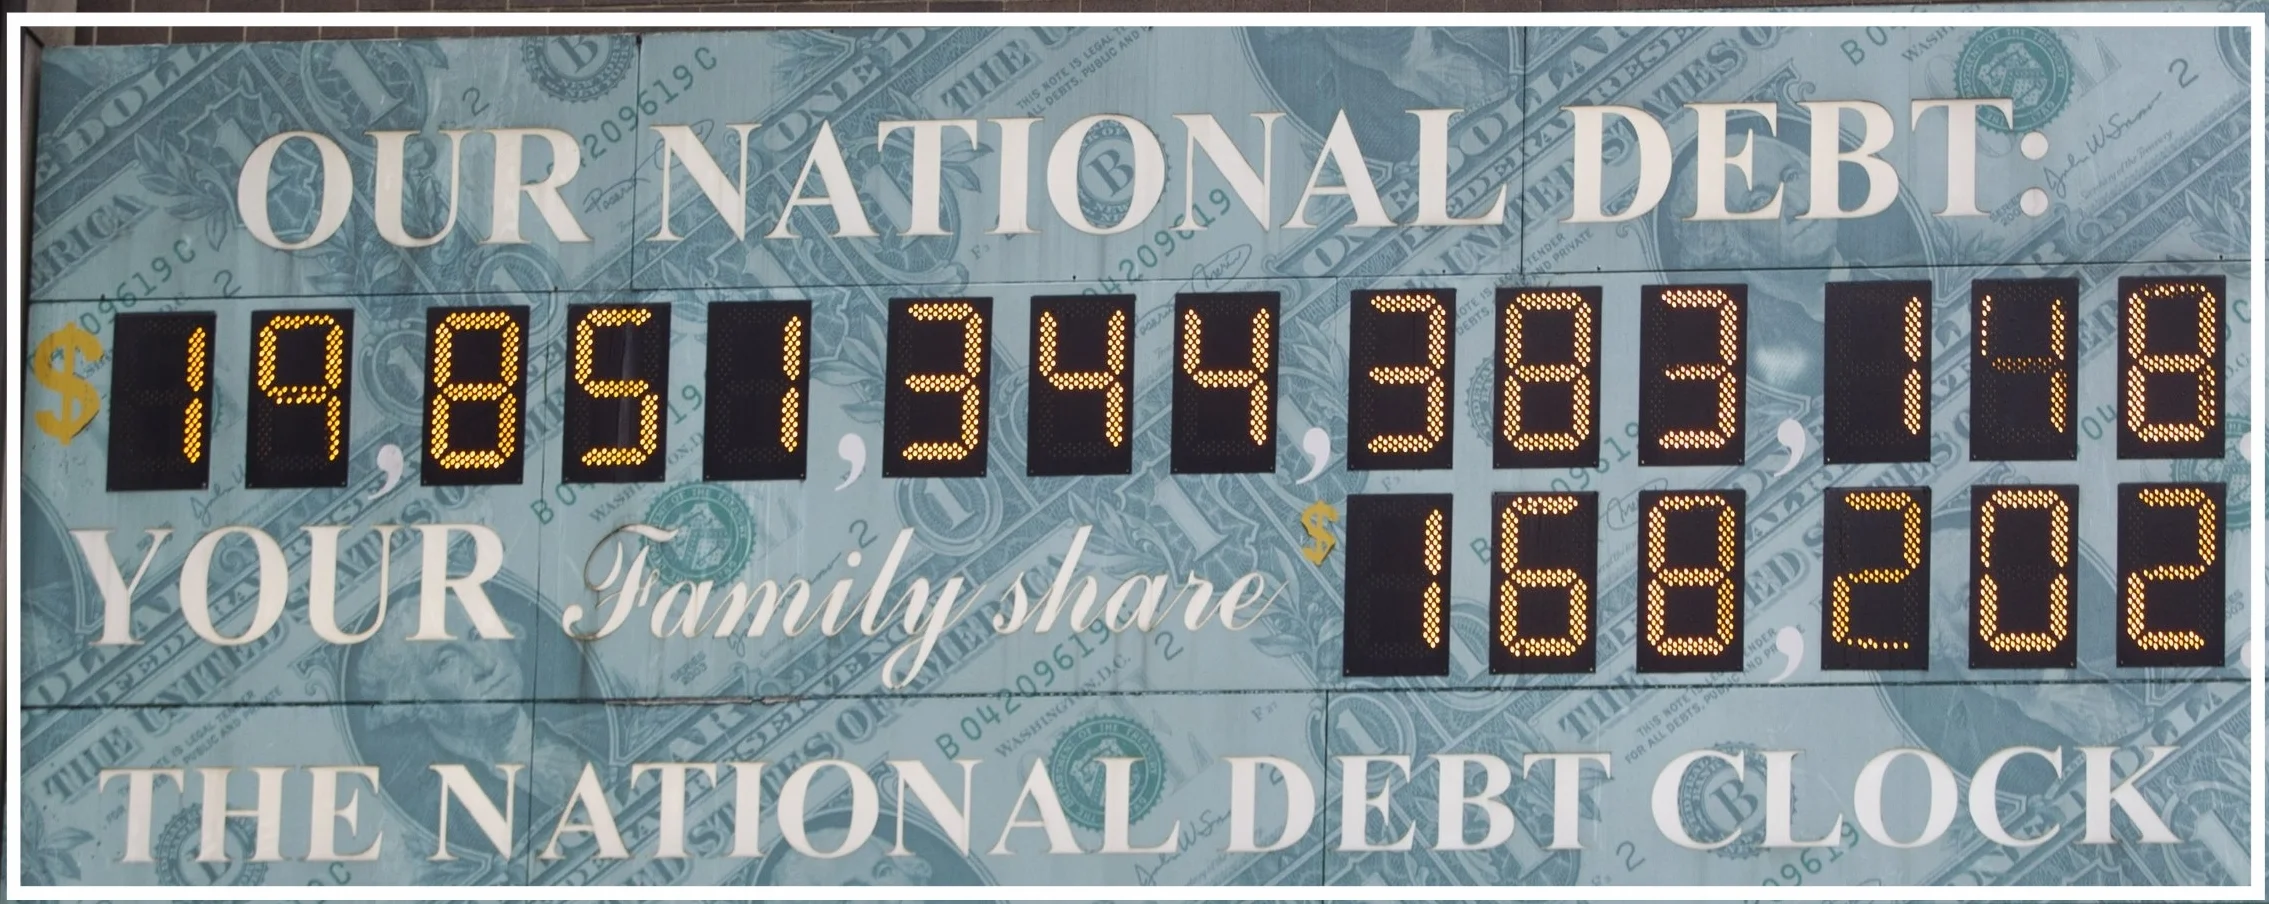 OUR NATIONAL DEBT:
$19,851,344,383,148
YOUR Family share $168,202
THE NATIONAL DEBT CLOCK